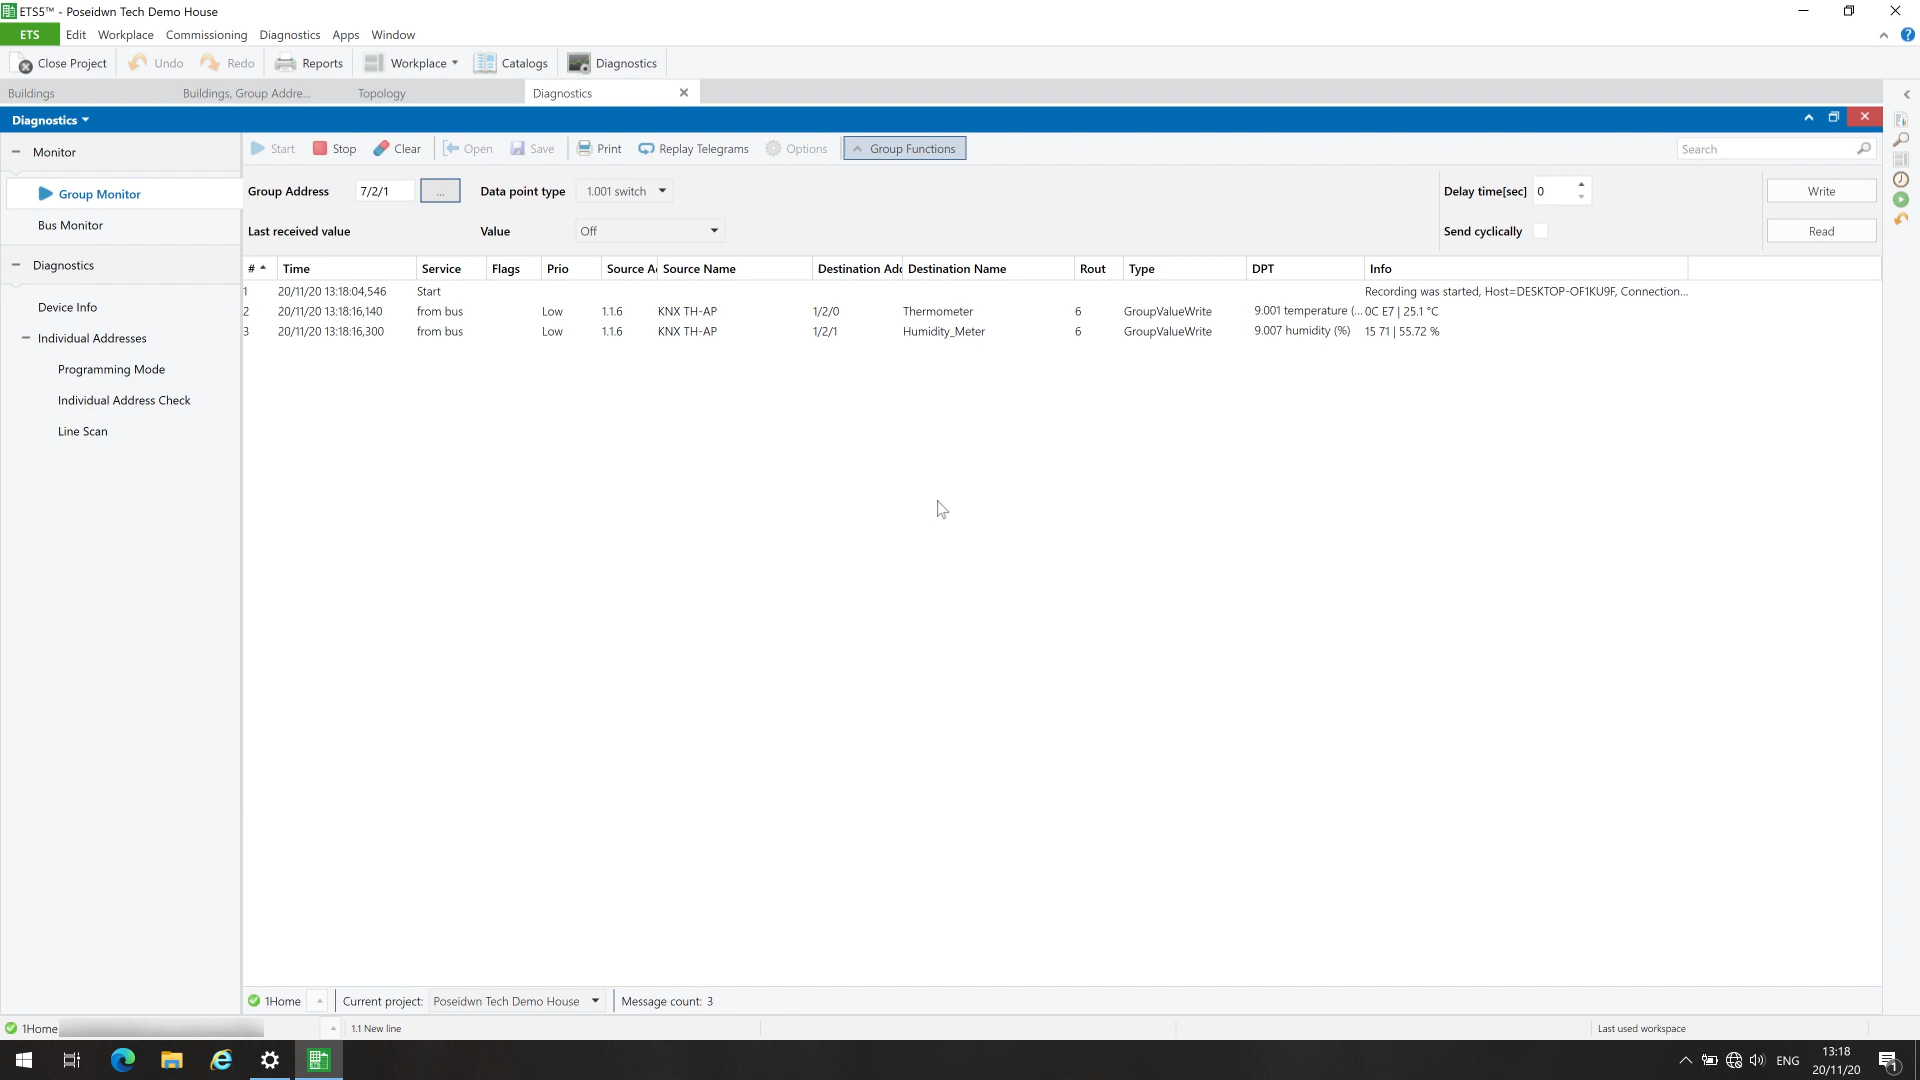 ETS5™ - Poseidwn Tech Demo House
ETS Edit Workplace Commissioning Diagnostics Apps Window
Close Project Undo Redo Reports Workplace Catalogs Diagnostics
Buildings Buildings, Group Addre... Topology Diagnostics
Diagnostics
Monitor
Group Monitor
Bus Monitor
Diagnostics
Device Info
Individual Addresses
Programming Mode
Individual Address Check
Line Scan
Start Stop Clear Open Save Print Replay Telegrams Options Group Functions Search
Group Address 7/2/1 ... Data point type 1.001 switch Delay time[sec] 0 Write
Last received value Value Off Send cyclically Read
# Time Service Flags Prio Source A Source Name Destination Add Destination Name Rout Type DPT Info
1 20/11/20 13:18:04,546 Start Recording was started, Host=DESKTOP-OF1KU9F, Connection...
2 20/11/20 13:18:16,140 from bus Low 1.1.6 KNX TH-AP 1/2/0 Thermometer 6 GroupValueWrite 9.001 temperature (... 0C E7 | 25.1 °C
3 20/11/20 13:18:16,300 from bus Low 1.1.6 KNX TH-AP 1/2/1 Humidity_Meter 6 GroupValueWrite 9.007 humidity (%) 15 71 | 55.72 %
1Home Current project: Poseidwn Tech Demo House Message count: 3
1Home 1.1 New line Last used workspace
ENG 13:18
20/11/20 1